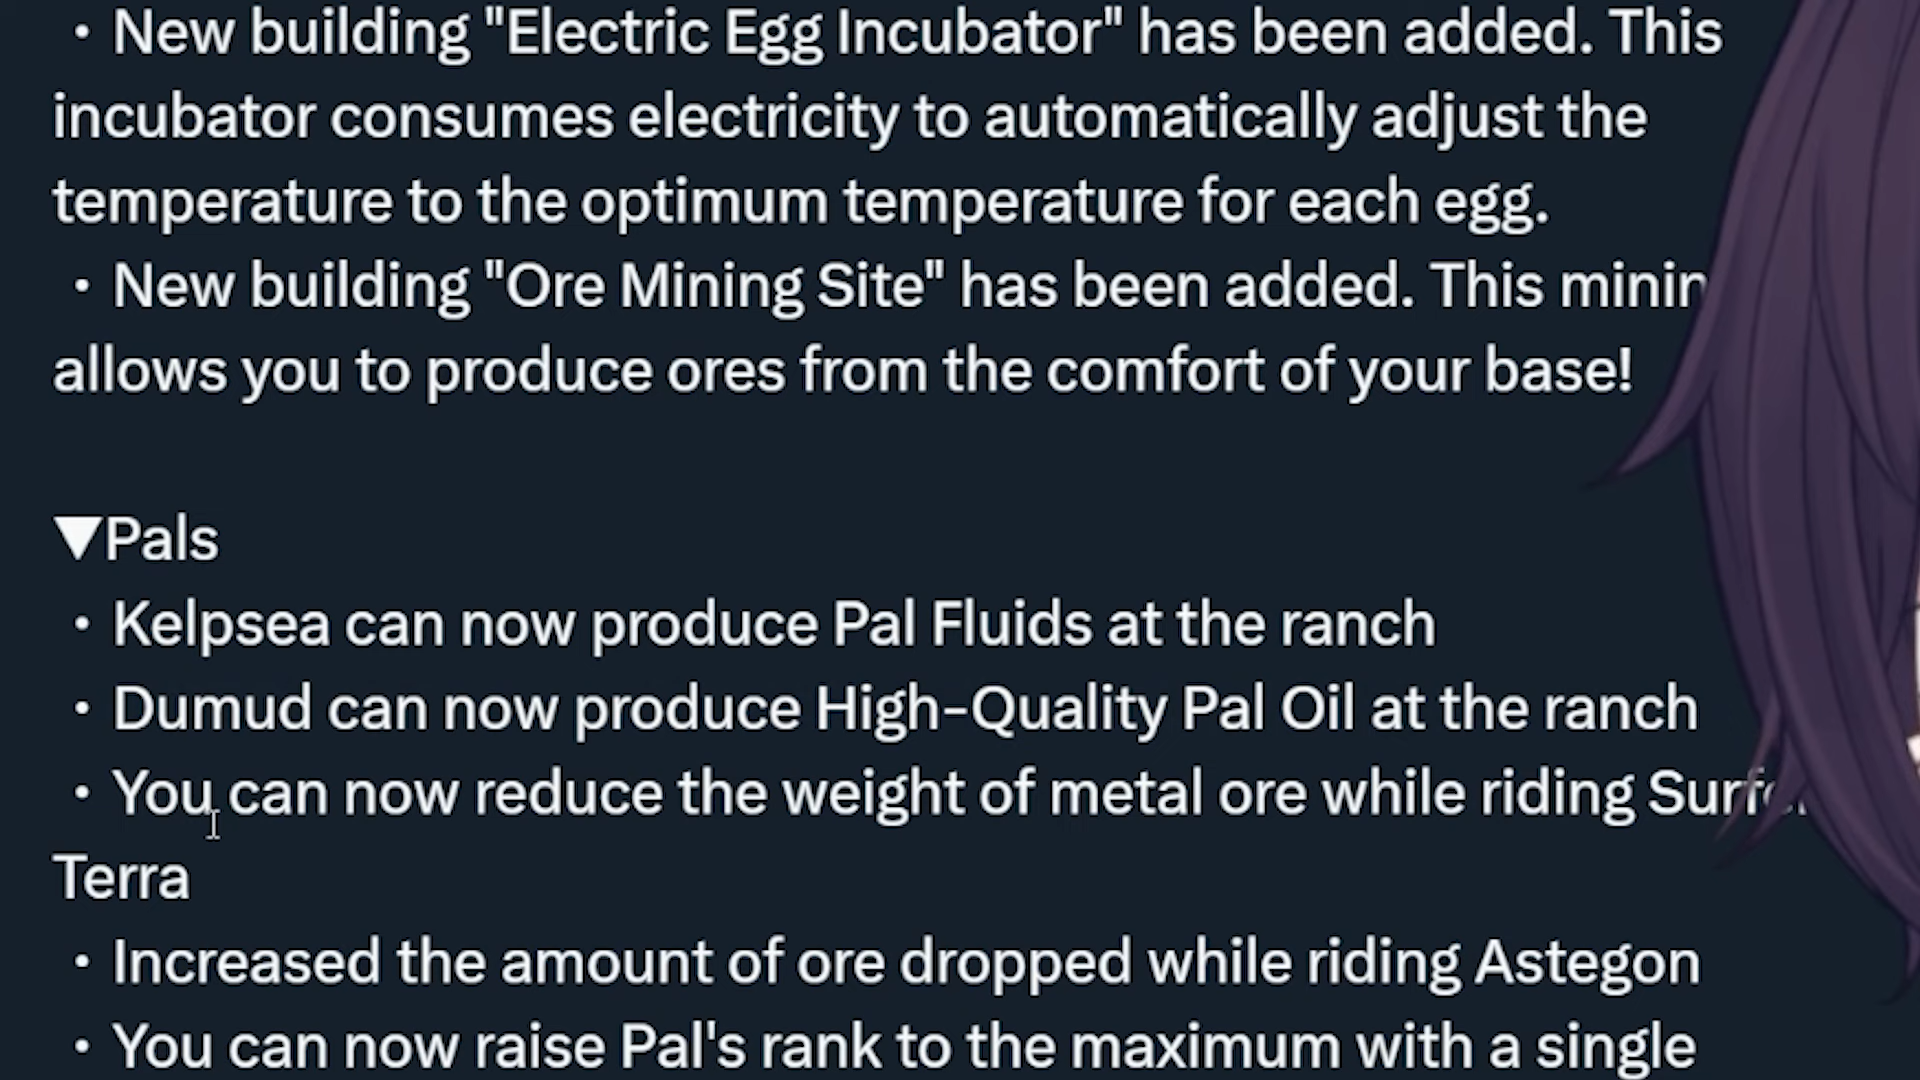 ・New building "Electric Egg Incubator" has been added. This
incubator consumes electricity to automatically adjust the
temperature to the optimum temperature for each egg.
・New building "Ore Mining Site" has been added. This
allows you to produce ores from the comfort of your base!
▼Pals
・Kelpsea can now produce Pal Fluids at the ranch
・Dumud can now produce High-Quality Pal Oil at the ranch
・You can now reduce the weight of metal ore while riding
Terra
・Increased the amount of ore dropped while riding Astegon
・You can now raise Pal's rank to the maximum with a single